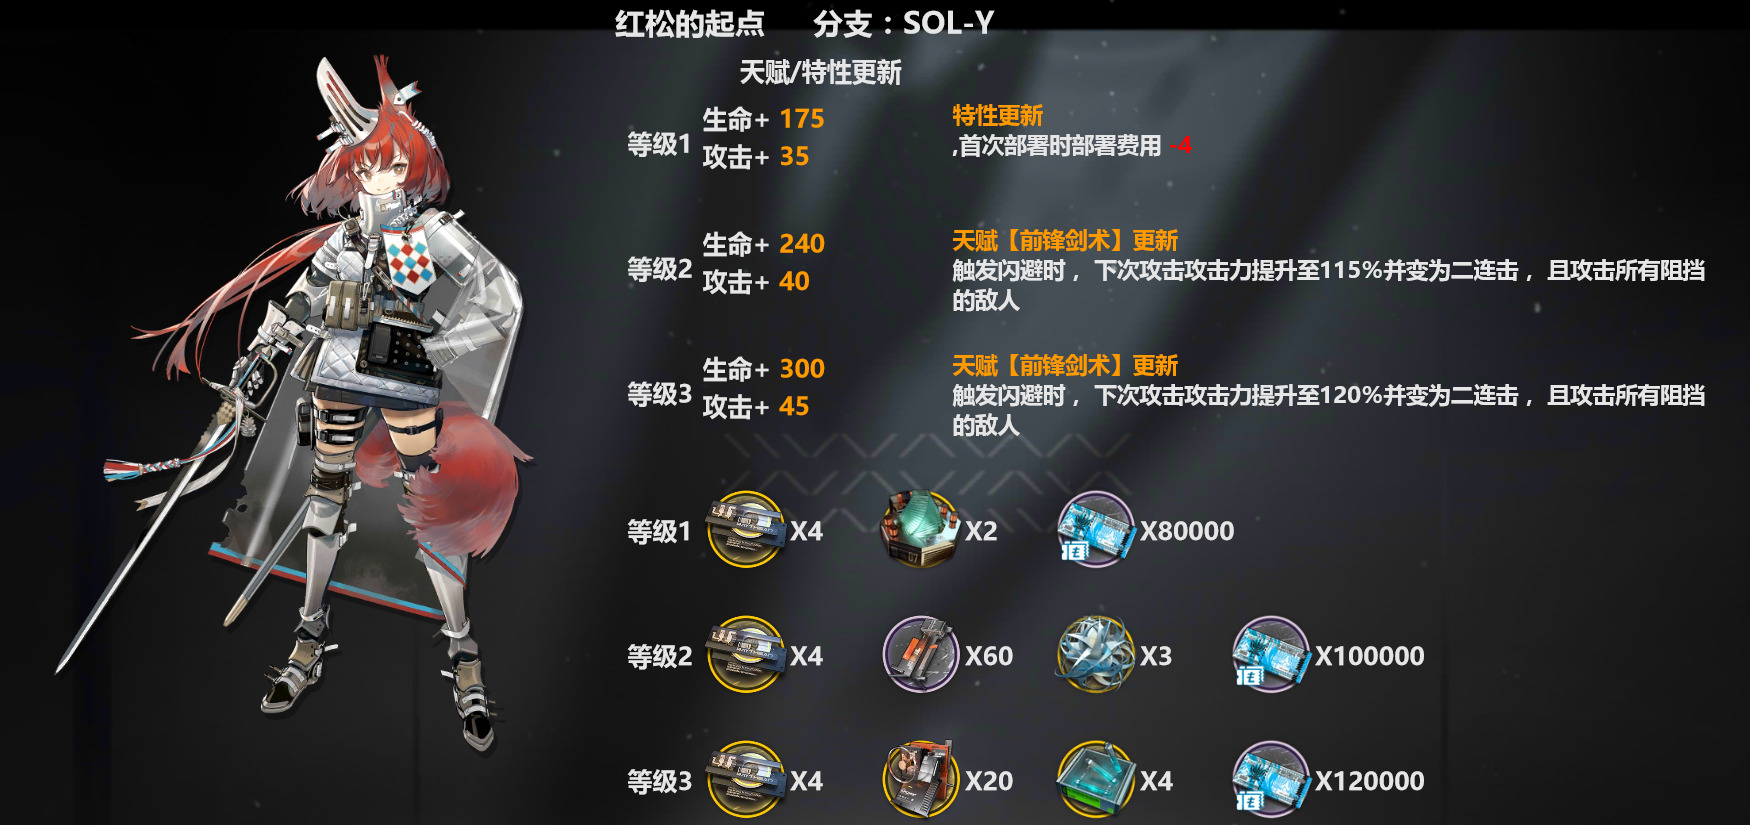 红松的起点 分支：SOL-Y
天赋/特性更新
等级1
生命+ 175
攻击+ 35
特性更新
,首次部署时部署费用 -4
等级2
生命+ 240
攻击+ 40
天赋【前锋剑术】更新
触发闪避时，下次攻击攻击力提升至115%并变为二连击，且攻击所有阻挡
的敌人
等级3
生命+ 300
攻击+ 45
天赋【前锋剑术】更新
触发闪避时，下次攻击攻击力提升至120%并变为二连击，且攻击所有阻挡
的敌人
等级1 X4 X2 X80000
等级2 X4 X60 X3 X100000
等级3 X4 X20 X4 X120000